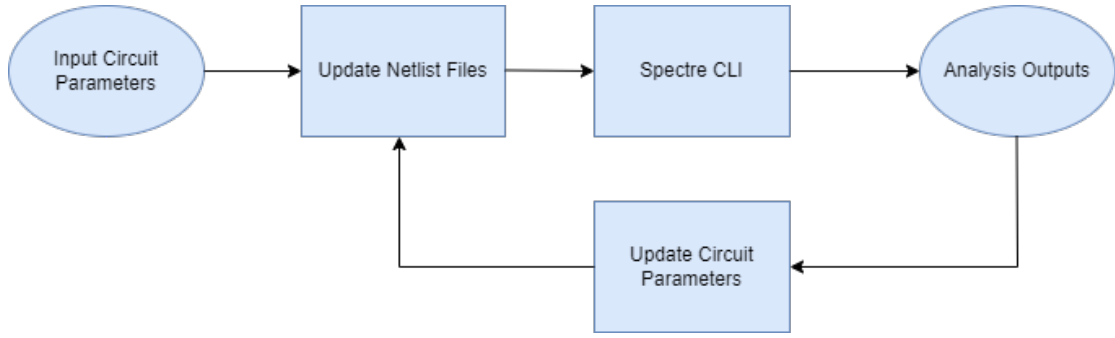 Input Circuit
Parameters
Update Netlist Files
Spectre CLI
Analysis Outputs
Update Circuit
Parameters